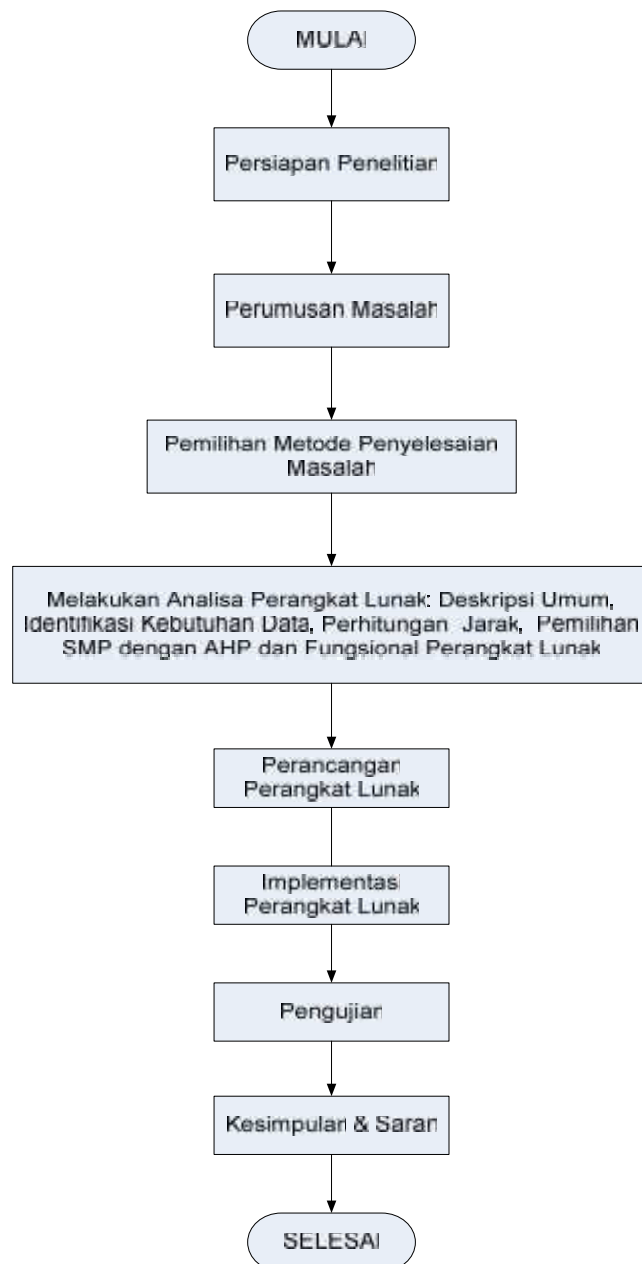 MULAI
Persiapan Penelitian
Perumusan Masalah
Pemilihan Metode Penyelesaian
Masalah
Melakukan Analisa Perangkat Lunak: Deskripsi Umum,
Identifikasi Kebutuhan Data, Perhitungan Jarak, Pemilihan
SMP dengan AHP dan Fungsional Perangkat Lunak
Perancangan
Perangkat Lunak
Implementasi
Perangkat Lunak
Pengujian
Kesimpulan & Saran
SELESAI